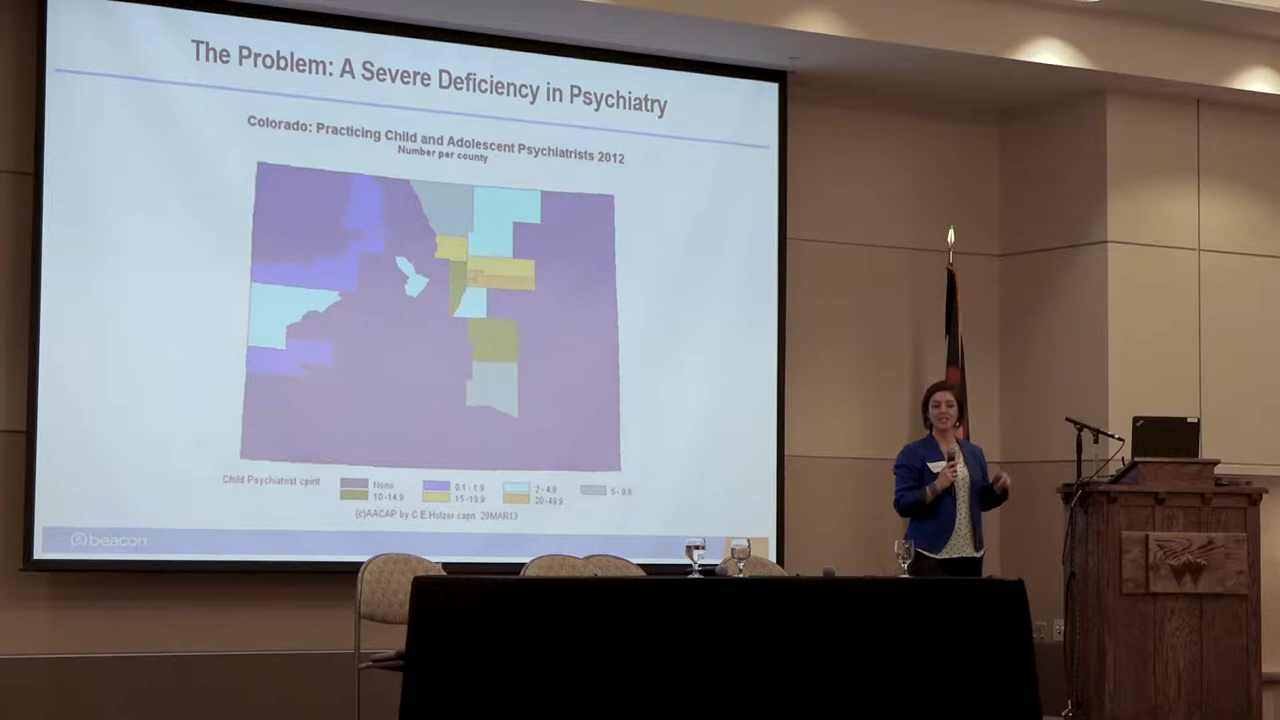 The Problem: A Severe Deficiency in Psychiatry
Colorado: Practicing Child and Adolescent Psychiatrists 2012
Number per county
Child Psychiatrist cpint
None
0.1 - 1.9
2 - 4.9
5 - 9.9
10 -14.9
15 -19.9
20 -49.9
(c)AACAP by C.E.Holzer capn 29MAR13
beacon